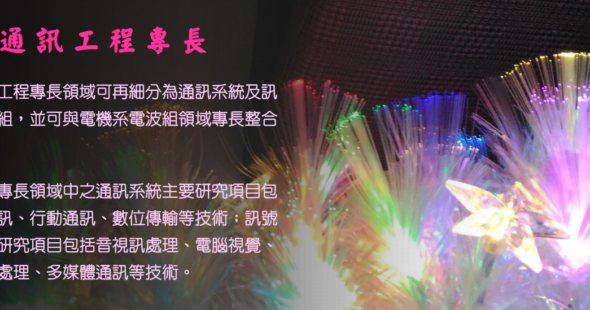 通訊工程專長
工程專長領域可再細分為通訊系統及訊
組，並可與電機系電波組領域專長整合
專長領域中之通訊系統主要研究項目包
訊、行動通訊、數位傳輸等技術；訊號
研究項目包括音視訊處理、電腦視覺、
處理、多媒體通訊等技術。